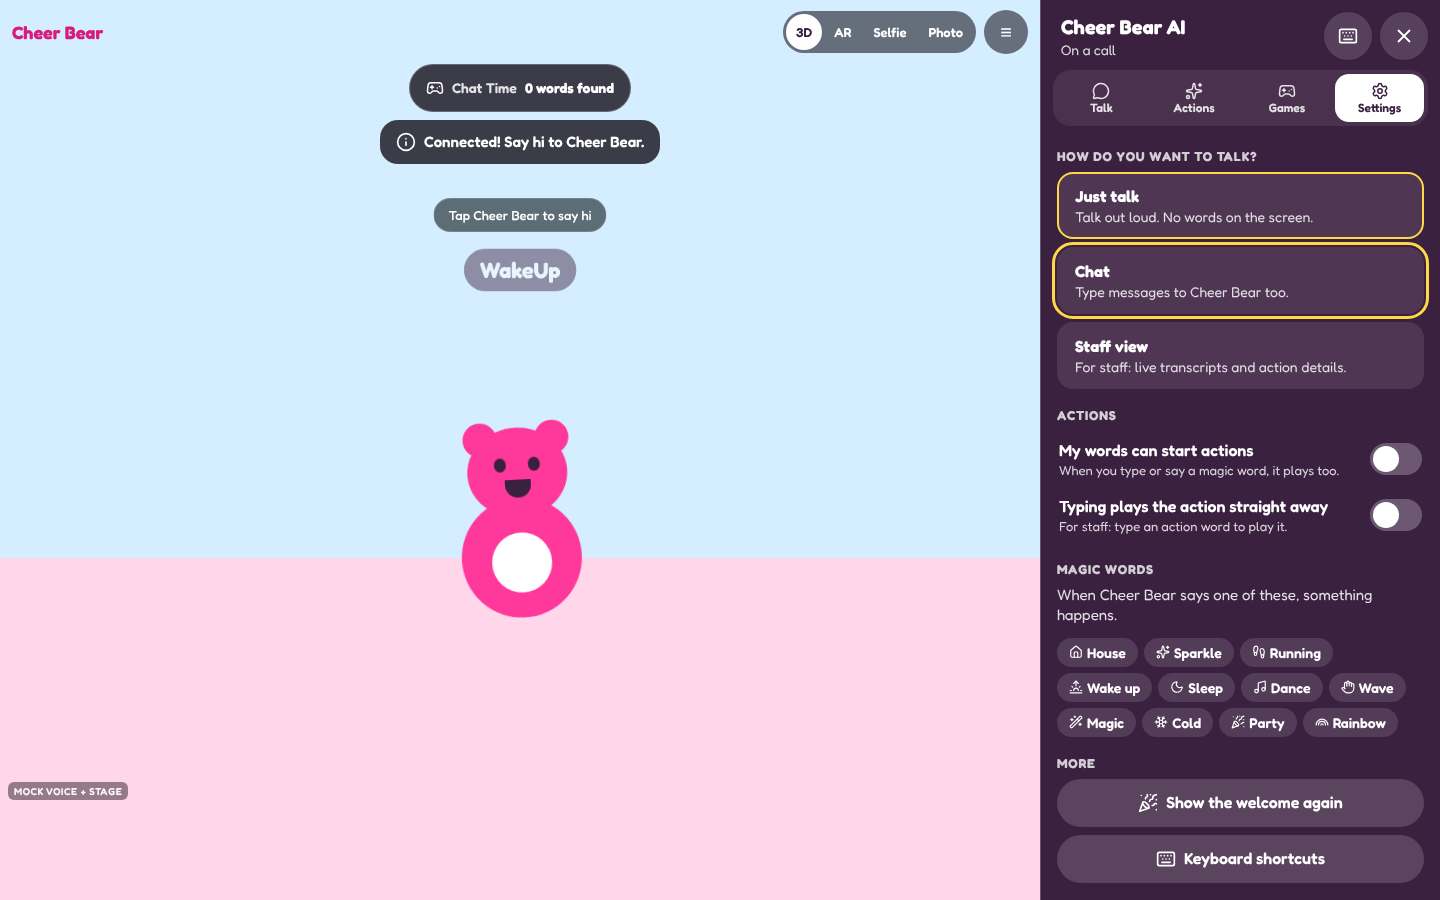 Cheer Bear
3D
AR
Selfie
Photo
Chat Time 0 words found
Connected! Say hi to Cheer Bear.
Tap Cheer Bear to say hi
WakeUp
MOCK VOICE + STAGE
Cheer Bear AI
On a call
Talk
Actions
Games
Settings
HOW DO YOU WANT TO TALK?
Just talk
Talk out loud. No words on the screen.
Chat
Type messages to Cheer Bear too.
Staff view
For staff: live transcripts and action details.
ACTIONS
My words can start actions
When you type or say a magic word, it plays too.
Typing plays the action straight away
For staff: type an action word to play it.
MAGIC WORDS
When Cheer Bear says one of these, something
happens.
House
Sparkle
Running
Wake up
Sleep
Dance
Wave
Magic
Cold
Party
Rainbow
MORE
Show the welcome again
Keyboard shortcuts